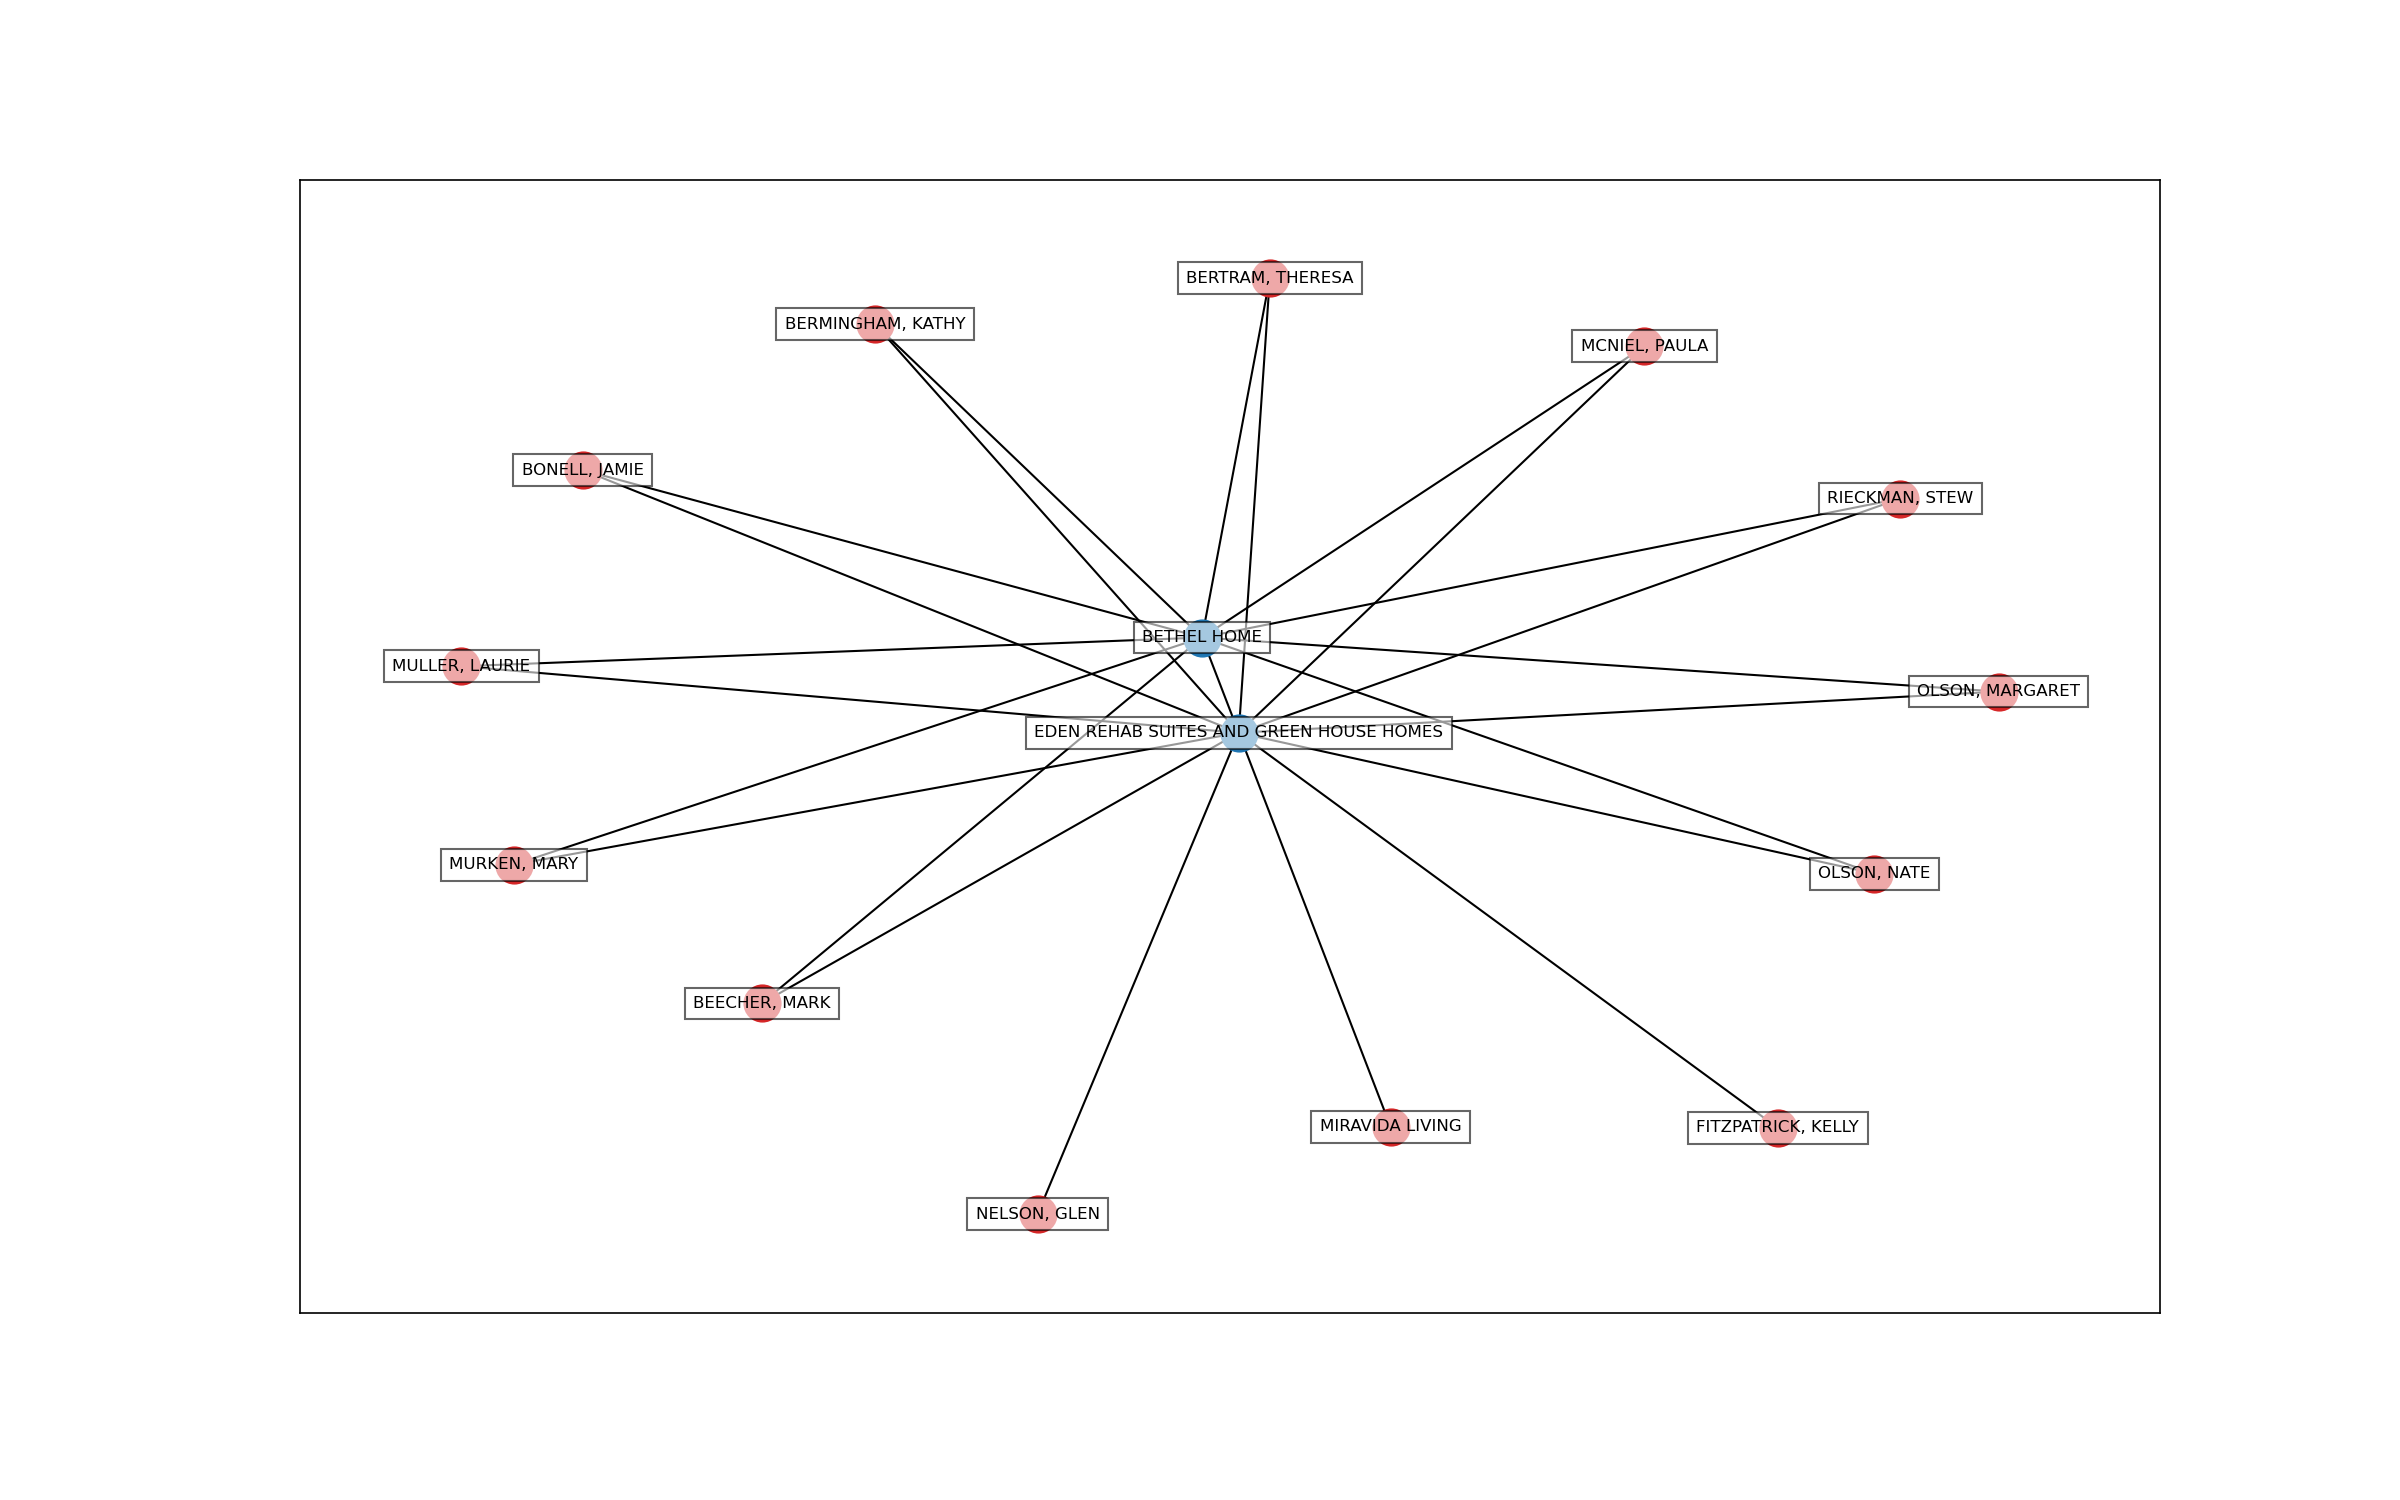 BERTRAM, THERESA
BERMINGHAM, KATHY
MCNIEL, PAULA
BONELL, JAMIE
RIECKMAN, STEW
BETHEL HOME
MULLER, LAURIE
OLSON, MARGARET
EDEN REHAB SUITES AND GREEN HOUSE HOMES
MURKEN, MARY
OLSON, NATE
BEECHER, MARK
MIRAVIDA LIVING
FITZPATRICK, KELLY
NELSON, GLEN